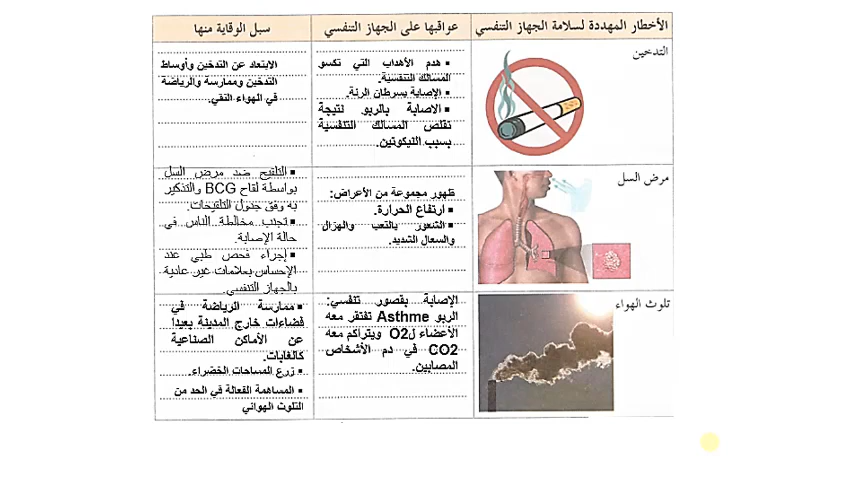 الأخطار المهددة لسلامة الجهاز التنفسي
عواقبها على الجهاز التنفسي
سبل الوقاية منها
التدخين
▪ هدم الأهداب التي تكسو
المسالك التنفسية.
▪ الإصابة بسرطان الرئة.
▪ الإصابة بالربو نتيجة
تقلص المسالك التنفسية
بسبب النيكوتين.
الابتعاد عن التدخين وأوساط
التدخين وممارسة والرياضة
في الهواء النقي.
مرض السل
ظهور مجموعة من الأعراض:
▪ ارتفاع الحرارة.
▪ الشعور بالتعب والهزال
والسعال الشديد.
▪ التلقيح ضد مرض السل
بواسطة لقاح BCG والتذكير
به وفق جدول التلقيحات.
▪ تجنب مخالطة الناس في
حالة الإصابة.
▪ إجراء فحص طبي عند
الإحساس بعلامات غير عادية
بالجهاز التنفسي.
تلوث الهواء
الإصابة بقصور تنفسي:
الربو Asthme تفتقر معه
الأعضاء ل O2 ويتراكم معه
CO2 في دم الأشخاص
المصابين.
▪ ممارسة الرياضة في
فضاءات خارج المدينة بعيدا
عن الأماكن الصناعية
كالغابات.
▪ زرع المساحات الخضراء.
▪ المساهمة الفعالة في الحد من
التلوث الهوائي